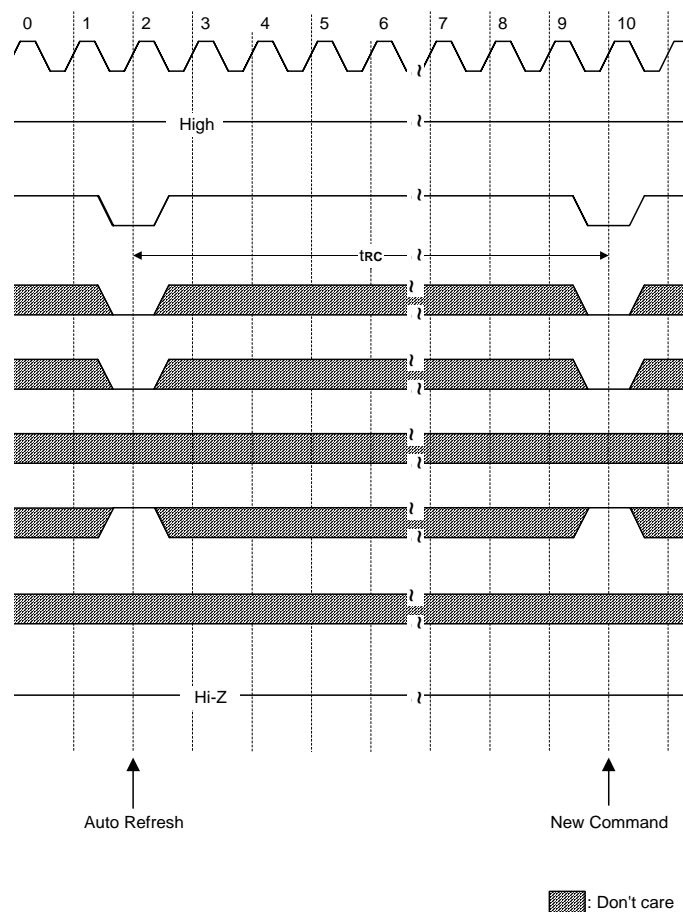 0 1 2 3 4 5 6 7 8 9 10
High
tRC
Hi-Z
Auto Refresh New Command
: Don't care